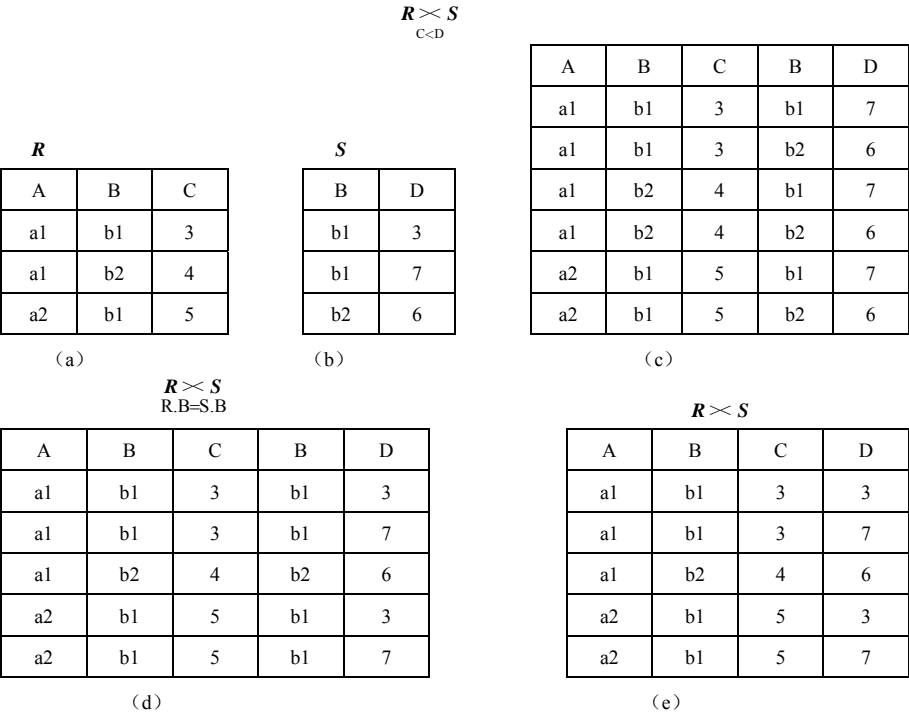 R ⋈ S
C<D
A B C B D
a1 b1 3 b1 7
a1 b1 3 b2 6
a1 b2 4 b1 7
a1 b2 4 b2 6
a2 b1 5 b1 7
a2 b1 5 b2 6
（c）
R
A B C
a1 b1 3
a1 b2 4
a2 b1 5
（a）
S
B D
b1 3
b1 7
b2 6
（b）
R ⋈ S
R.B=S.B
A B C B D
a1 b1 3 b1 3
a1 b1 3 b1 7
a1 b2 4 b2 6
a2 b1 5 b1 3
a2 b1 5 b1 7
（d）
R ⋈ S
A B C D
a1 b1 3 3
a1 b1 3 7
a1 b2 4 6
a2 b1 5 3
a2 b1 5 7
（e）